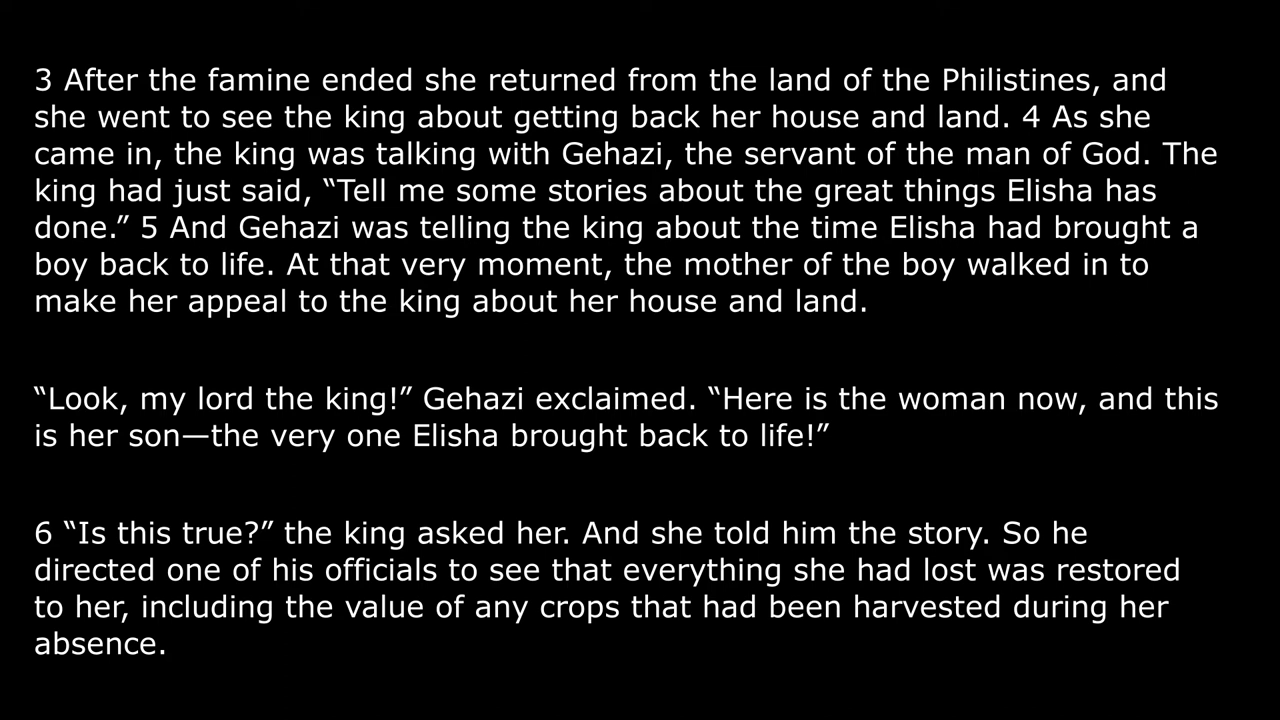 3 After the famine ended she returned from the land of the Philistines, and
she went to see the king about getting back her house and land. 4 As she
came in, the king was talking with Gehazi, the servant of the man of God. The
king had just said, “Tell me some stories about the great things Elisha has
done.” 5 And Gehazi was telling the king about the time Elisha had brought a
boy back to life. At that very moment, the mother of the boy walked in to
make her appeal to the king about her house and land.
“Look, my lord the king!” Gehazi exclaimed. “Here is the woman now, and this
is her son—the very one Elisha brought back to life!”
6 “Is this true?” the king asked her. And she told him the story. So he
directed one of his officials to see that everything she had lost was restored
to her, including the value of any crops that had been harvested during her
absence.